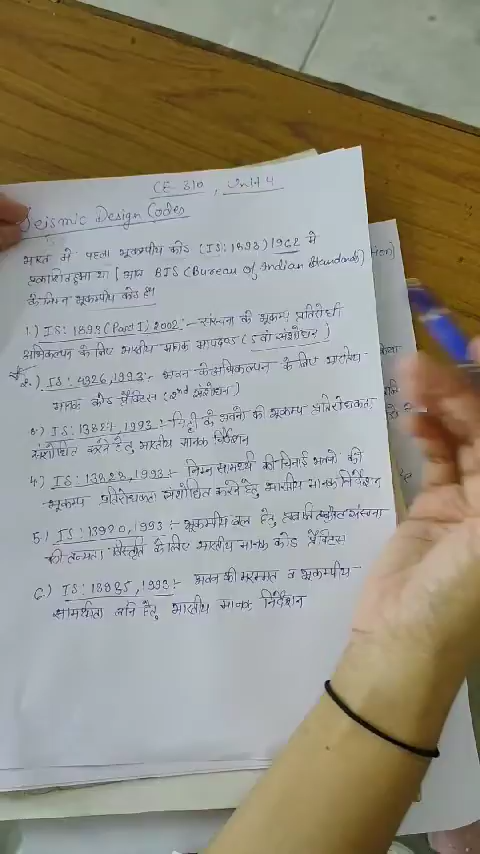 CE-310, Unit 4
Seismic Design Codes
भारत में पहला भूकम्पीय कोड (IS:1893) 1962 में
प्रकाशित हुआ था BIS (Bureau of Indian Standards)
के निम्न भूकम्पीय कोड है।
1.) IS:1893 (Part I) 2002:- संरचना की भूकम्प प्रतिरोधी
अभिकल्पन के लिए भारतीय मानक मापदण्ड (5वां संशोधन)
2.) IS:4326, 1993:- भवन के अभिकल्पन के लिए भारतीय
मानक कोड प्रैक्टिस (2nd संशोधन)
3.) IS:13827, 1993:- मिट्टी के भवनों की भूकम्प प्रतिरोधकता
संशोधित करने हेतु भारतीय मानक निर्देशन
4.) IS:13828, 1993:- निम्न सामर्थ्य की चिनाई भवनों की
भूकम्प प्रतिरोधकता संशोधित करने हेतु भारतीय मानक निर्देशन
5.) IS:13920, 1993:- भूकम्पीय बल हेतु संरचना
की तन्यता विस्तृति के लिए भारतीय मानक कोड प्रैक्टिस
6.) IS:13935, 1993:- भवन की मरम्मत व भूकम्पीय
सामर्थ्यता हेतु भारतीय मानक निर्देशन